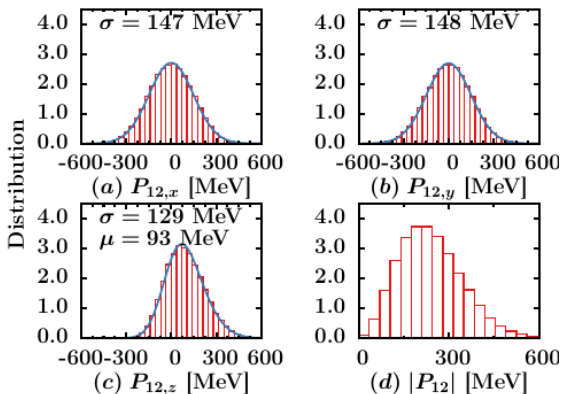 Distribution
σ = 147 MeV
4.0
3.0
2.0
1.0
0.0
-600 -300 0 300 600
(a) P12,x [MeV]
σ = 148 MeV
4.0
3.0
2.0
1.0
0.0
-600 -300 0 300 600
(b) P12,y [MeV]
σ = 129 MeV
μ = 93 MeV
4.0
3.0
2.0
1.0
0.0
-600 -300 0 300 600
(c) P12,z [MeV]
4.0
3.0
2.0
1.0
0.0
0 300 600
(d) |P12| [MeV]